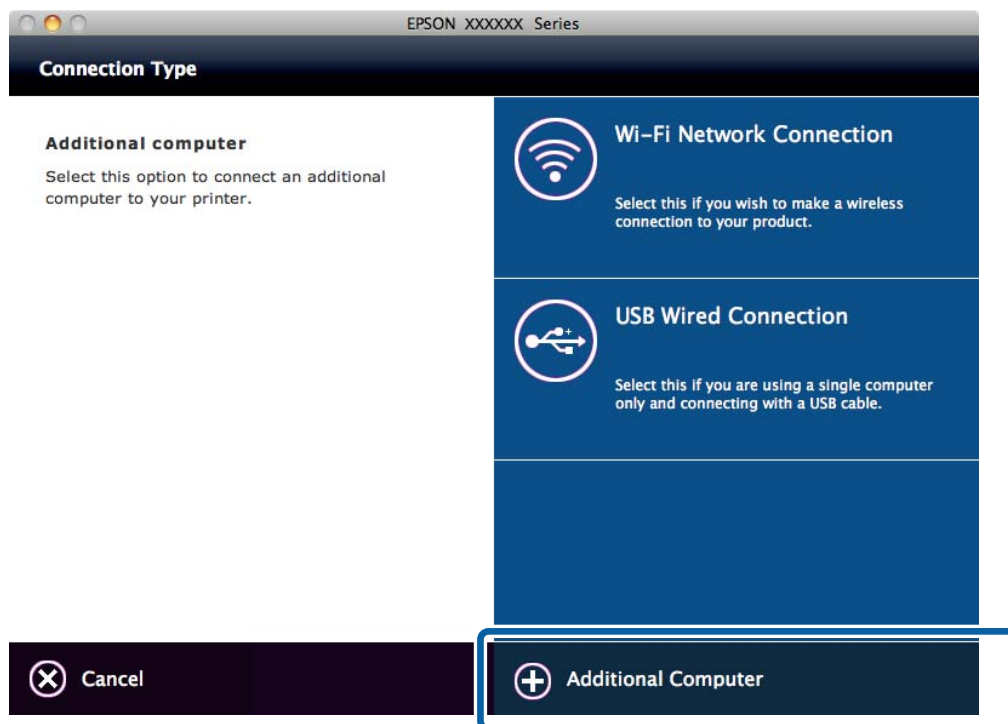 EPSON XXXXXX Series
Connection Type
Additional computer
Select this option to connect an additional
computer to your printer.
Wi-Fi Network Connection
Select this if you wish to make a wireless
connection to your product.
USB Wired Connection
Select this if you are using a single computer
only and connecting with a USB cable.
Cancel
Additional Computer